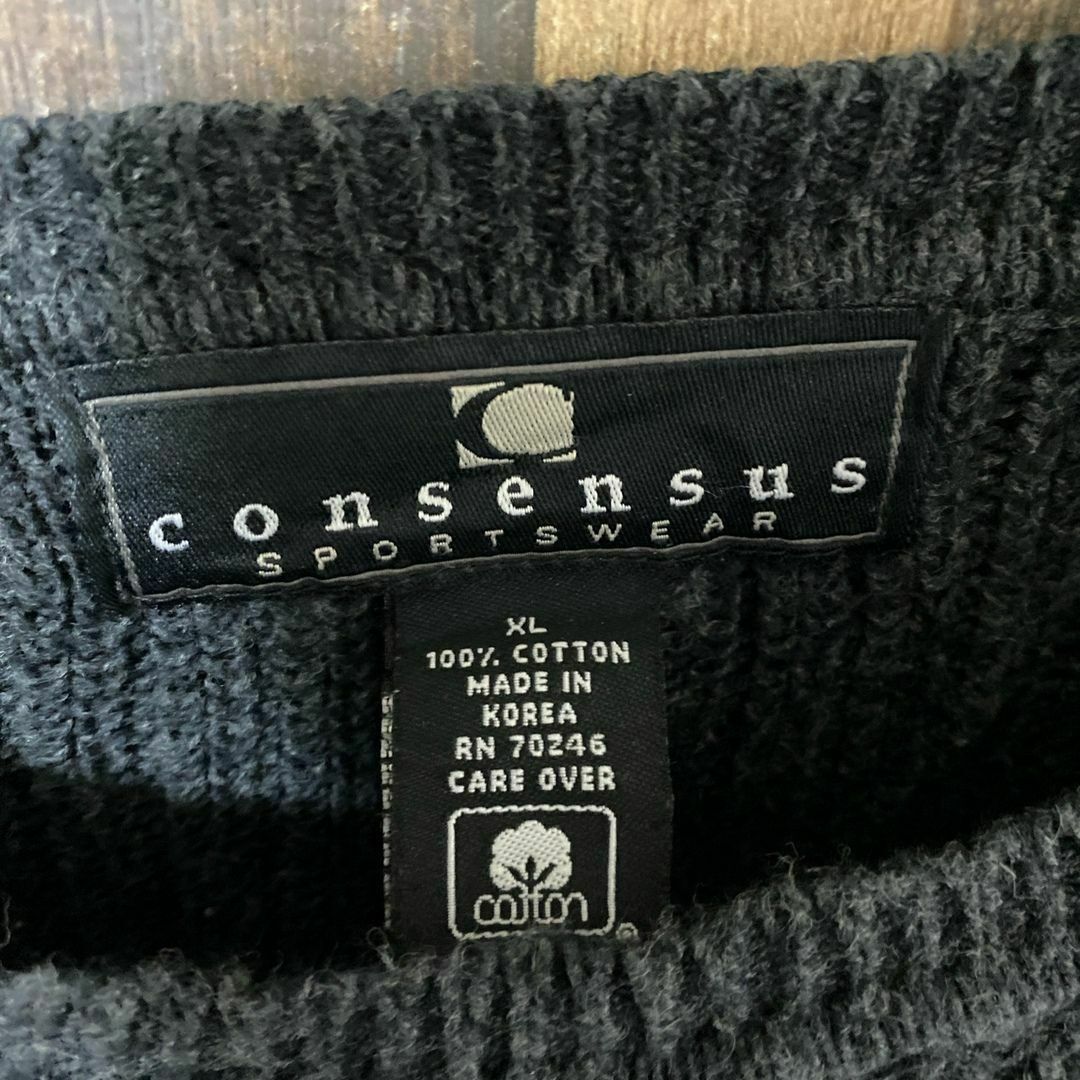 consensus
SPORTSWEAR
XL
100% COTTON
MADE IN
KOREA
RN 70246
CARE OVER
cotton
®